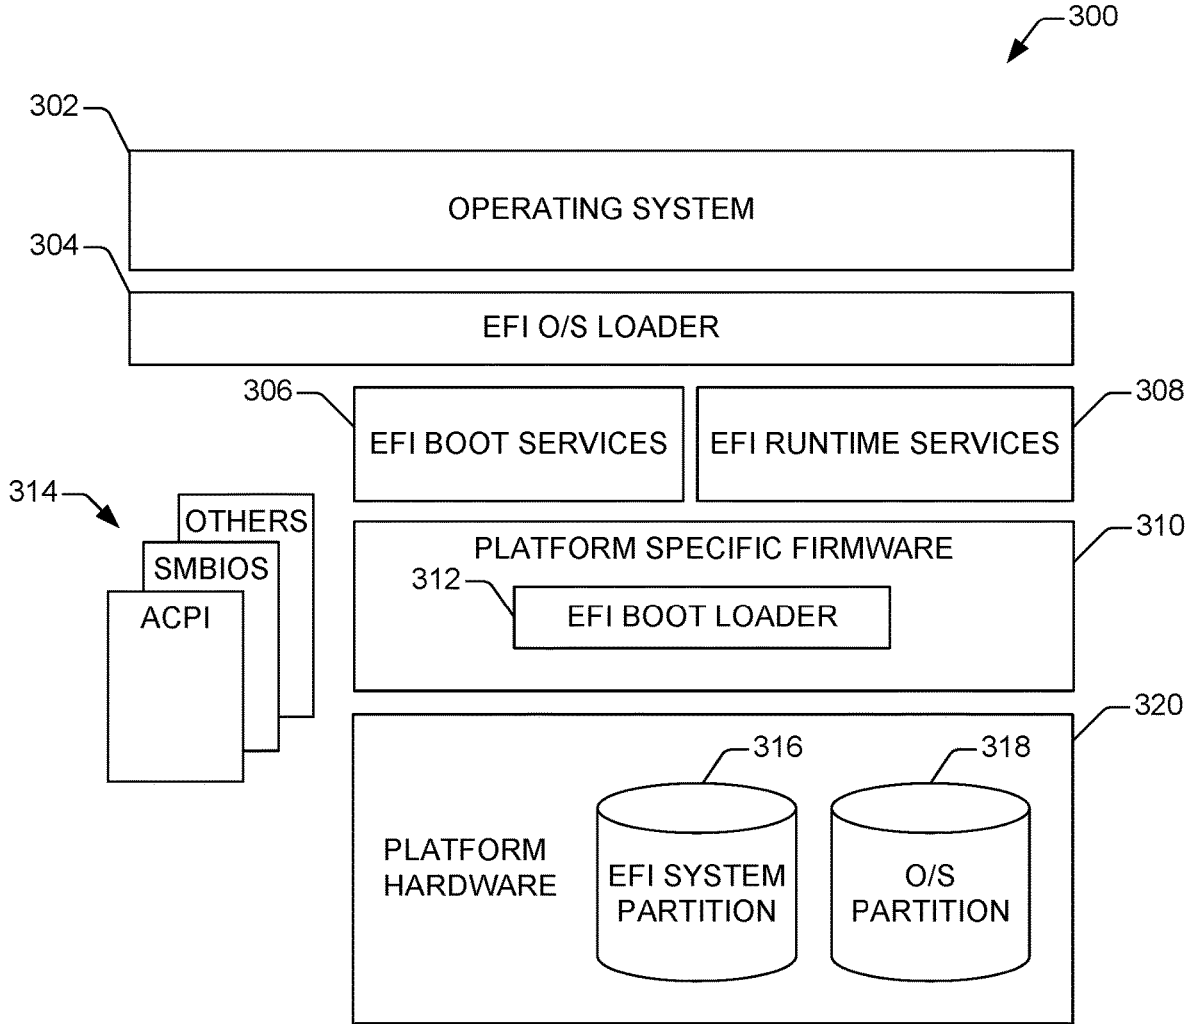 300
302
OPERATING SYSTEM
304
EFI O/S LOADER
306
308
EFI BOOT SERVICES
EFI RUNTIME SERVICES
314
OTHERS
SMBIOS
ACPI
310
PLATFORM SPECIFIC FIRMWARE
312
EFI BOOT LOADER
320
316
318
PLATFORM
HARDWARE
EFI SYSTEM
PARTITION
O/S
PARTITION